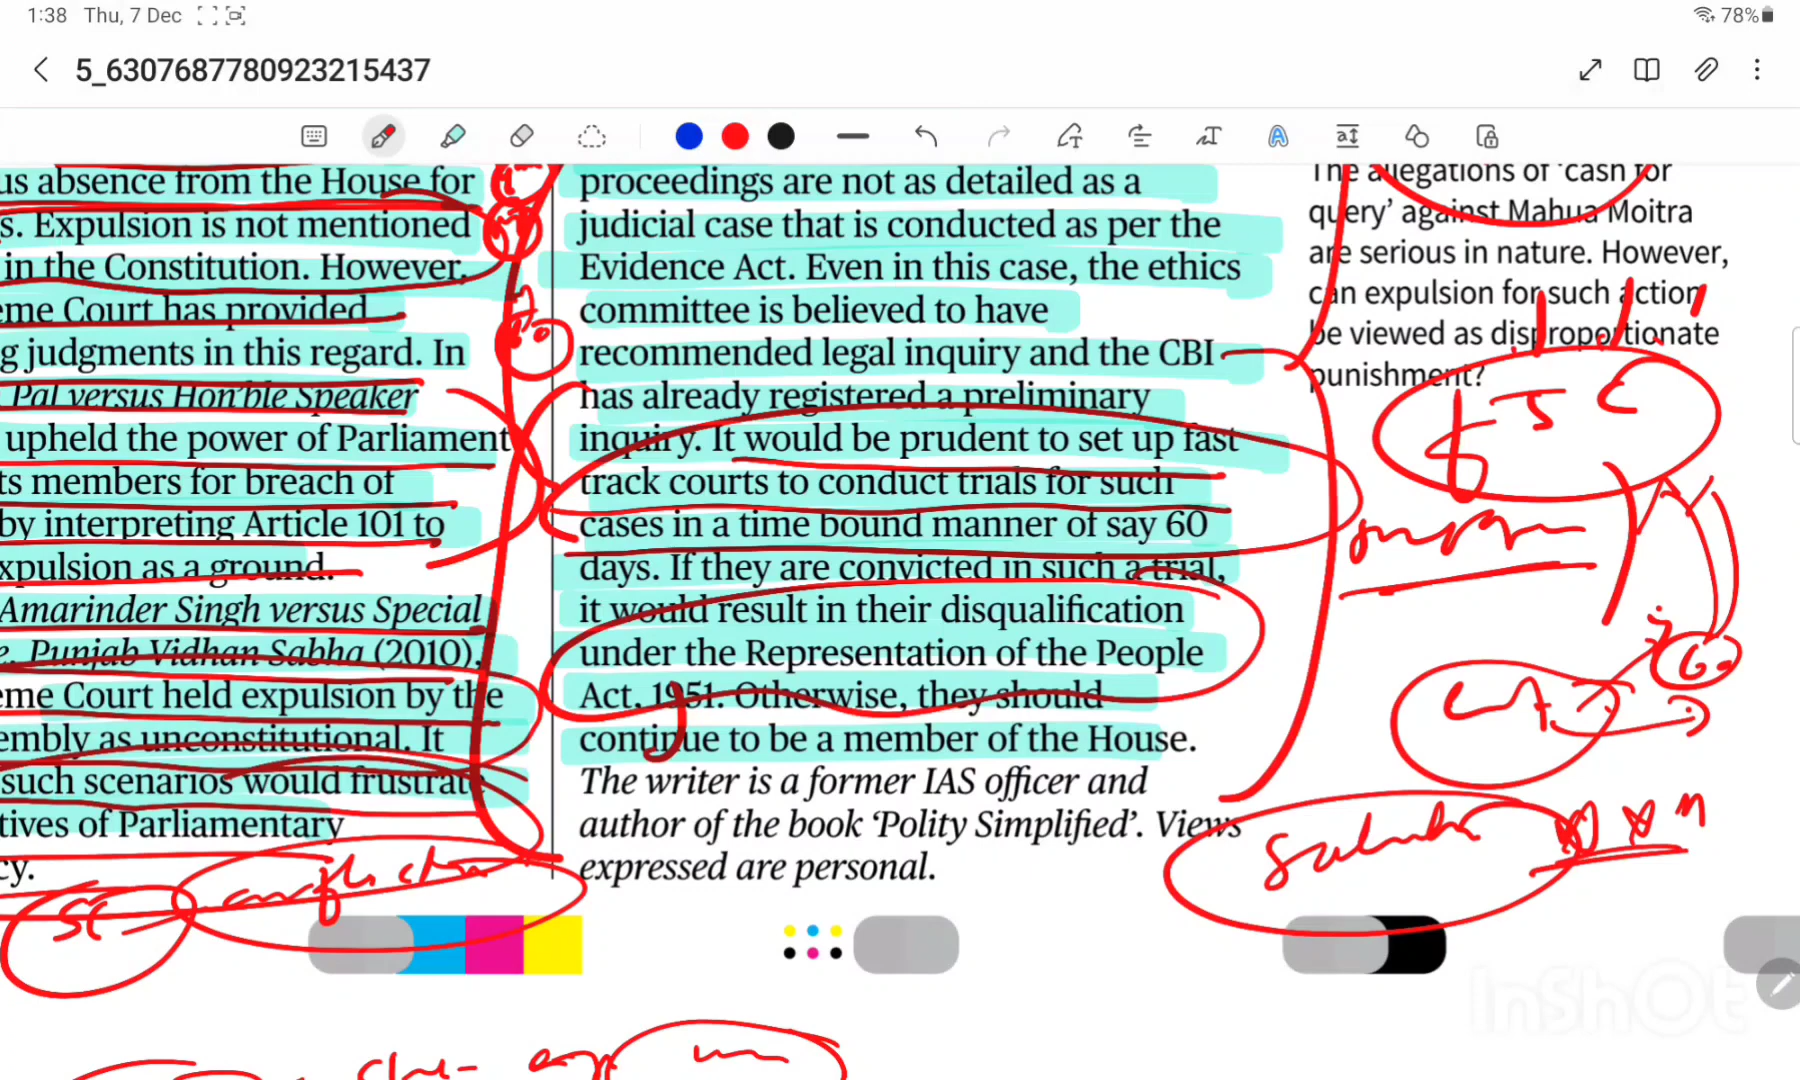 1:38 Thu, 7 Dec
78%
5_6307687780923215437
us absence from the House for
s. Expulsion is not mentioned
in the Constitution. However,
eme Court has provided
g judgments in this regard. In
Pal versus Hon'ble Speaker
upheld the power of Parliament
ts members for breach of
by interpreting Article 101 to
xpulsion as a ground.
Amarinder Singh versus Special
e, Punjab Vidhan Sabha (2010),
eme Court held expulsion by the
embly as unconstitutional. It
such scenarios would frustrate
tives of Parliamentary
cy.
SC
proceedings are not as detailed as a
judicial case that is conducted as per the
Evidence Act. Even in this case, the ethics
committee is believed to have
recommended legal inquiry and the CBI
has already registered a preliminary
inquiry. It would be prudent to set up fast
track courts to conduct trials for such
cases in a time bound manner of say 60
days. If they are convicted in such a trial,
it would result in their disqualification
under the Representation of the People
Act, 1951. Otherwise, they should
continue to be a member of the House.
The writer is a former IAS officer and
author of the book 'Polity Simplified'. Views
expressed are personal.
The allegations of 'cash for
query' against Mahua Moitra
are serious in nature. However,
can expulsion for such action
be viewed as disproportionate
punishment?
60
InShOt